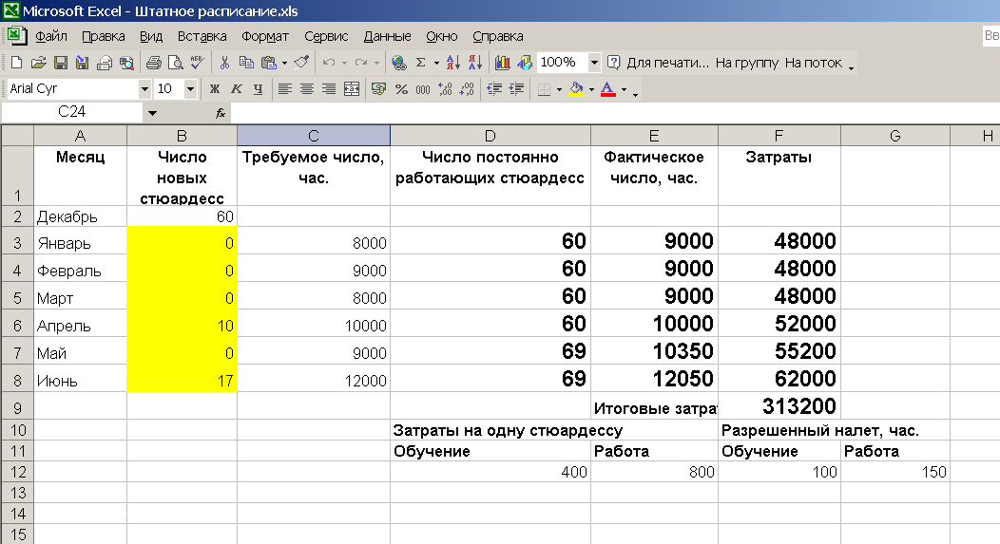 Microsoft Excel - Штатное расписание.xls
Файл Правка Вид Вставка Формат Сервис Данные Окно Справка Вв
100% Для печати... На группу На поток
Arial Cyr 10 Ж К Ч % 000
C24 fx
A B C D E F G H
1 Месяц Число новых стюардесс Требуемое число, час. Число постоянно работающих стюардесс Фактическое число, час. Затраты
2 Декабрь 60
3 Январь 0 8000 60 9000 48000
4 Февраль 0 9000 60 9000 48000
5 Март 0 8000 60 9000 48000
6 Апрель 10 10000 60 10000 52000
7 Май 0 9000 69 10350 55200
8 Июнь 17 12000 69 12050 62000
9 Итоговые затра 313200
10 Затраты на одну стюардессу Разрешенный налет, час.
11 Обучение Работа Обучение Работа
12 400 800 100 150
13
14
15